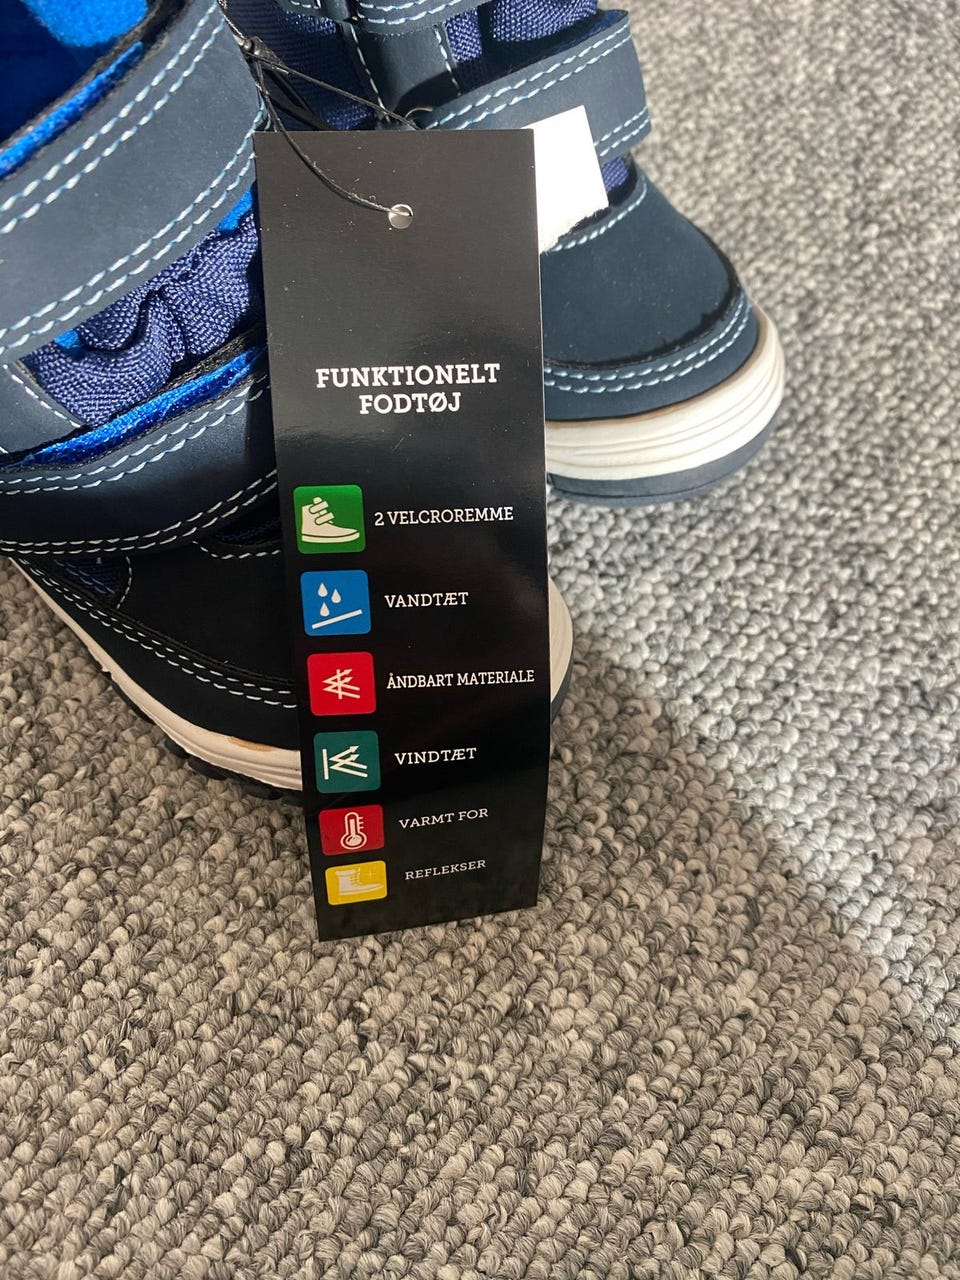 FUNKTIONELT
FODTØJ
2 VELCROREMME
VANDTÆT
ÅNDBART MATERIALE
VINDTÆT
VARMT FOR
REFLEKSER